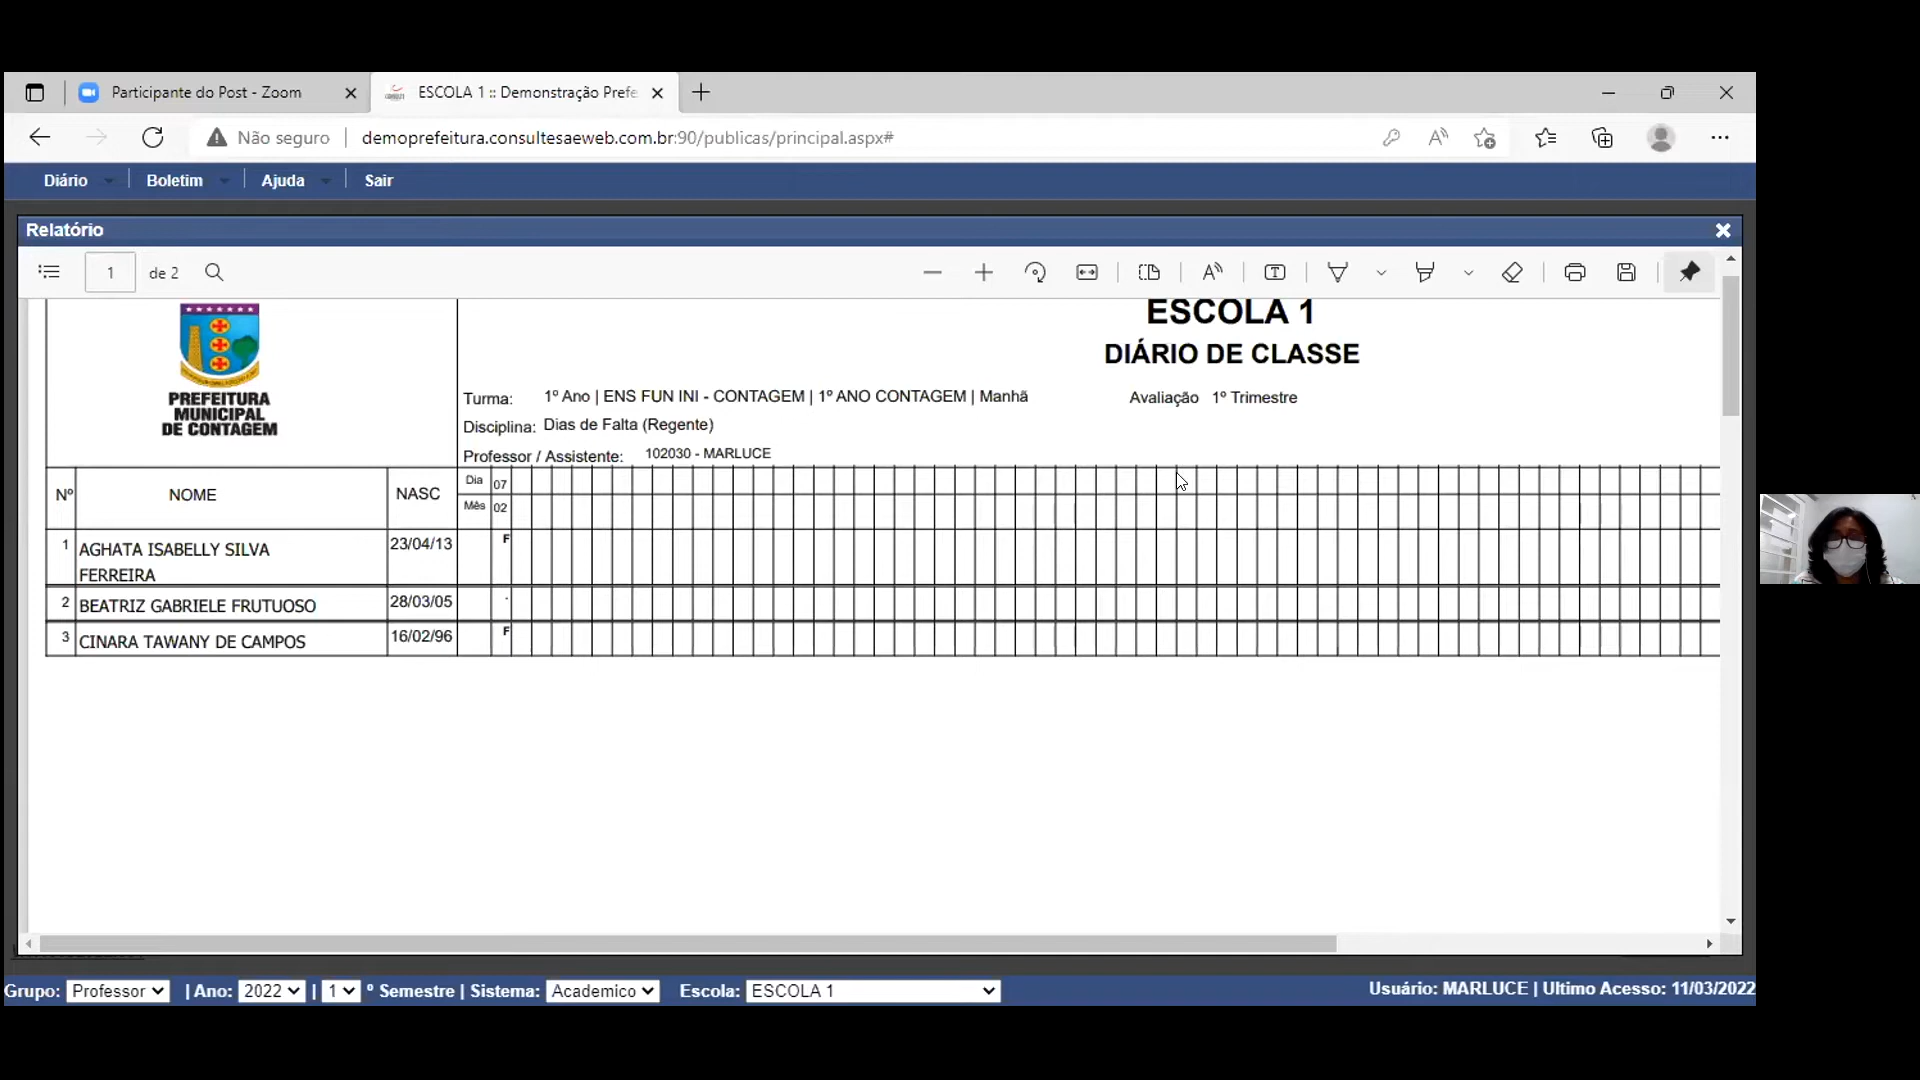 Participante do Post - Zoom
ESCOLA 1 :: Demonstração Prefe
Não seguro
demoprefeitura.consultesaeweb.com.br:90/publicas/principal.aspx#
Diário Boletim Ajuda Sair
Relatório
1 de 2
PREFEITURA
MUNICIPAL
DE CONTAGEM
ESCOLA 1
DIÁRIO DE CLASSE
Turma: 1º Ano | ENS FUN INI - CONTAGEM | 1º ANO CONTAGEM | Manhã Avaliação 1º Trimestre
Disciplina: Dias de Falta (Regente)
Professor / Assistente: 102030 - MARLUCE
Nº NOME NASC Dia 07
Mês 02
1 AGHATA ISABELLY SILVA 23/04/13 F
FERREIRA
2 BEATRIZ GABRIELE FRUTUOSO 28/03/05 .
3 CINARA TAWANY DE CAMPOS 16/02/96 F
Grupo: Professor | Ano: 2022 | 1 º Semestre | Sistema: Academico Escola: ESCOLA 1 Usuário: MARLUCE | Ultimo Acesso: 11/03/2022